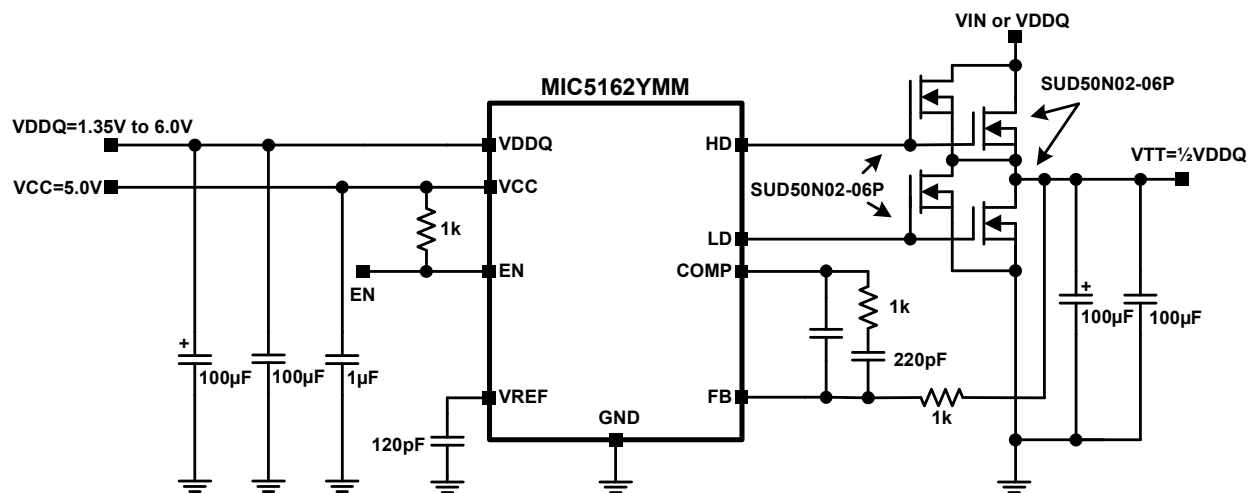 VIN or VDDQ
MIC5162YMM
SUD50N02-06P
VDDQ=1.35V to 6.0V
VDDQ
HD
VTT=½VDDQ
VCC=5.0V
VCC
SUD50N02-06P
1k
LD
EN
EN
COMP
1k
+
100µF
100µF
+
100µF
100µF
1µF
220pF
VREF
GND
FB
1k
120pF